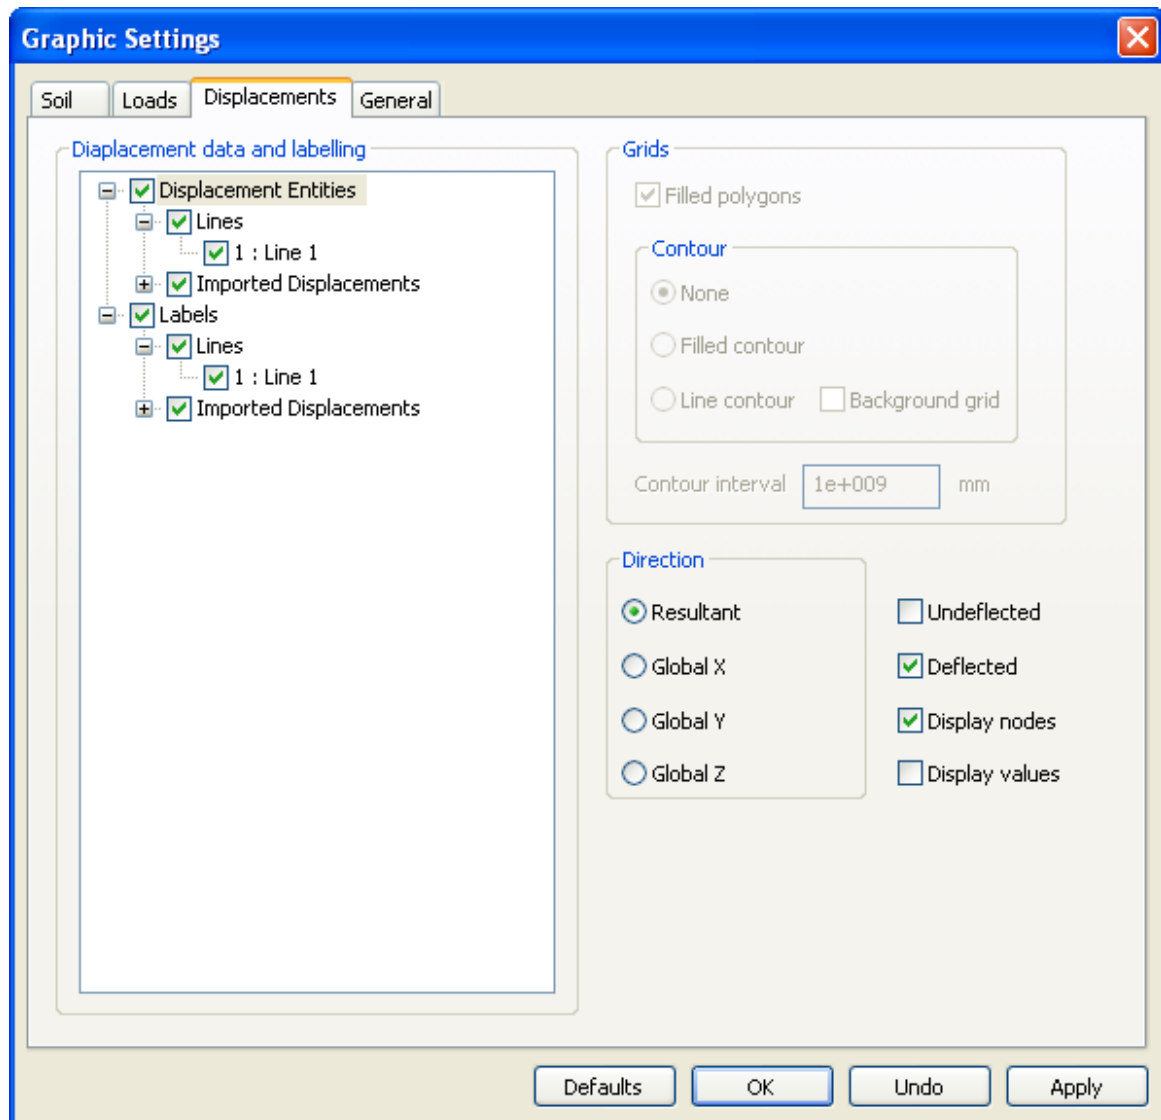 Graphic Settings
Soil
Loads
Displacements
General
Diaplacement data and labelling
Displacement Entities
Lines
1 : Line 1
Imported Displacements
Labels
Lines
1 : Line 1
Imported Displacements
Grids
Filled polygons
Contour
None
Filled contour
Line contour
Background grid
Contour interval
1e+009
mm
Direction
Resultant
Global X
Global Y
Global Z
Undeflected
Deflected
Display nodes
Display values
Defaults
OK
Undo
Apply